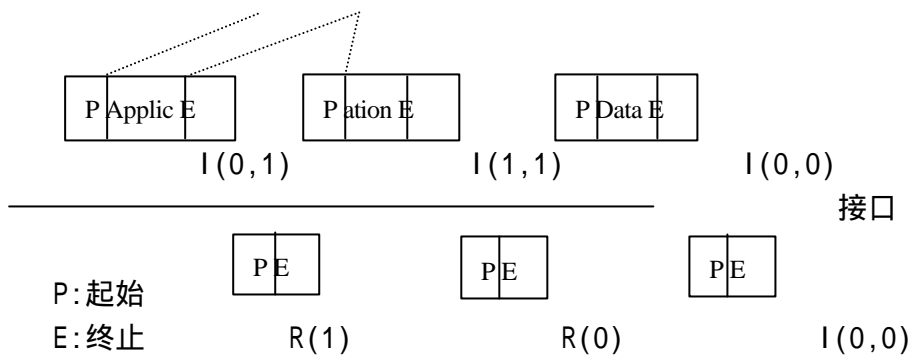 P Applic E P ation E P Data E
I(0,1) I(1,1) I(0,0)
接口
P E P E P E
P:起始
E:终止 R(1) R(0) I(0,0)